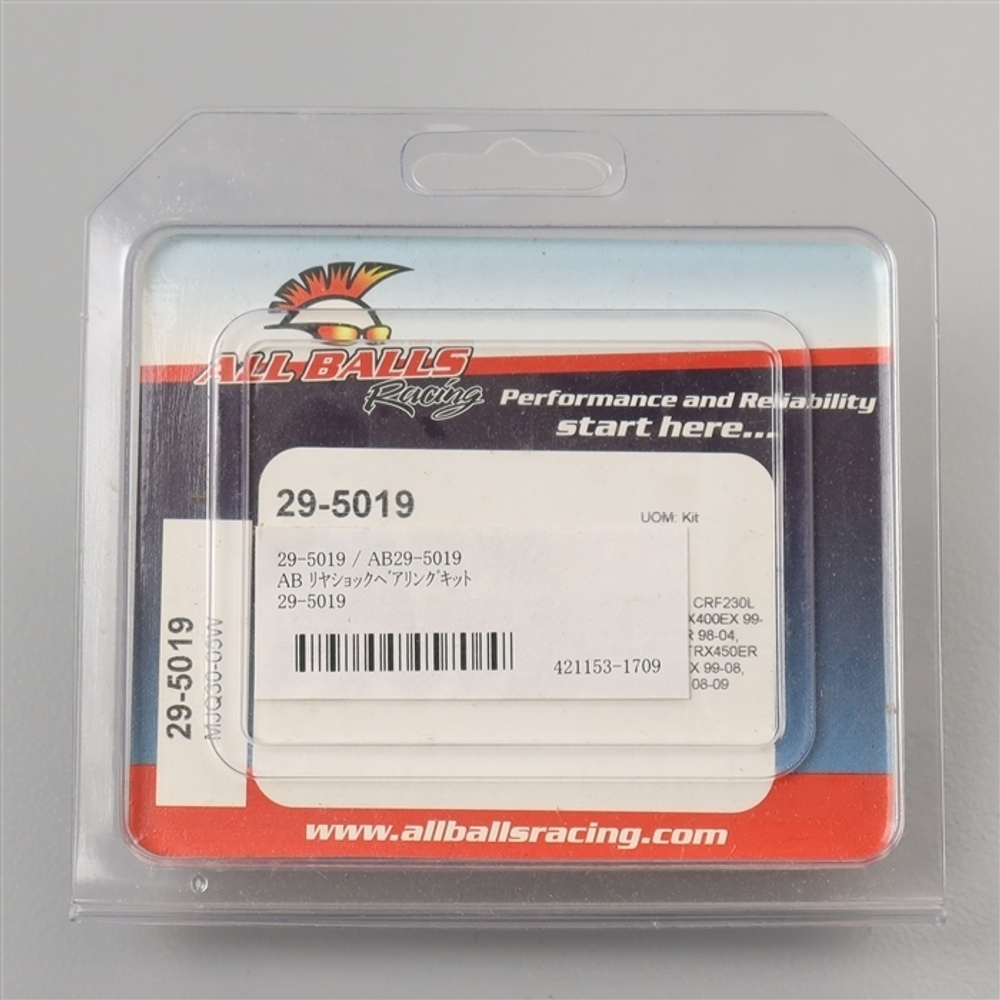 ALL BALLS
Racing
Performance and Reliability
start here...
29-5019
UOM: Kit
29-5019 / AB29-5019
AB リヤショックベアリングキット
29-5019
421153-1709
CRF230L
X400EX 99-
R 98-04,
TRX450ER
X 99-08,
08-09
29-5019
www.allballsracing.com